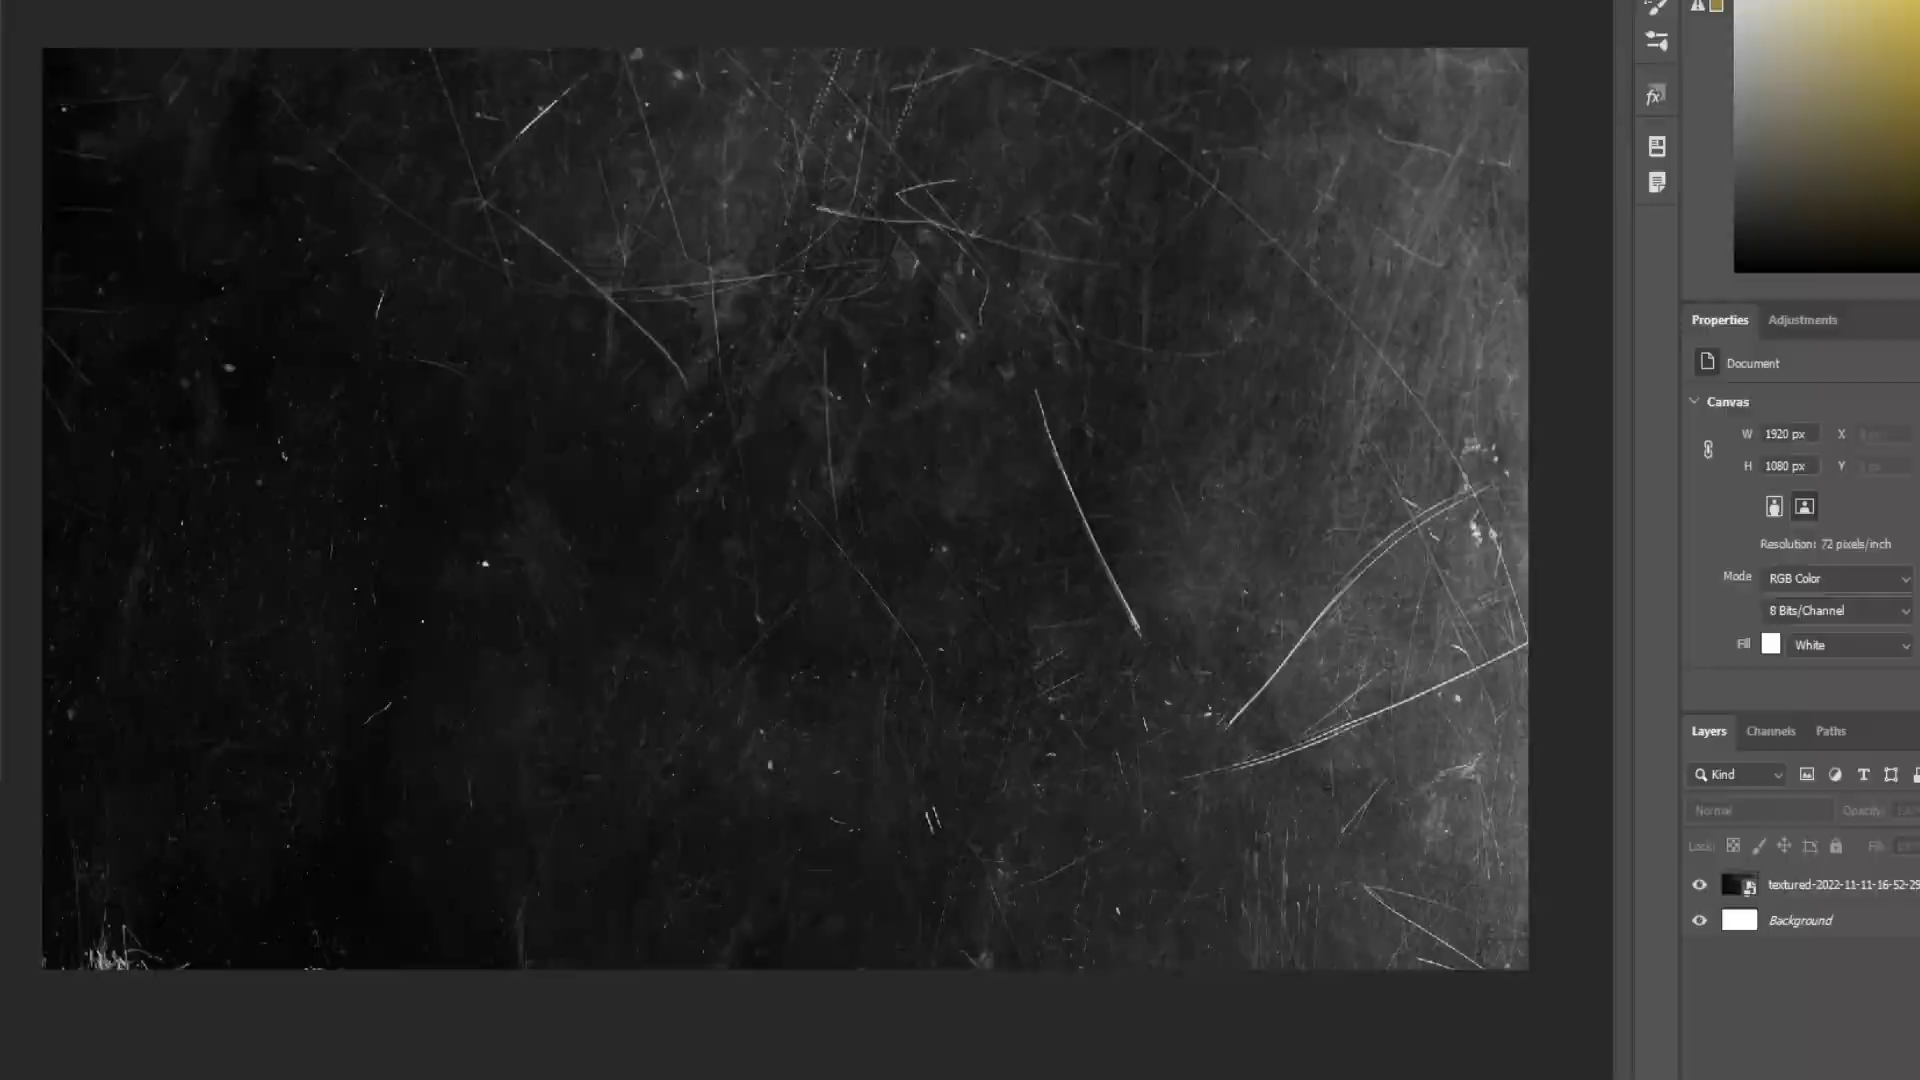 Properties Adjustments
Document
Canvas
W 1920 px X
H 1080 px Y
Resolution: 72 pixels/inch
Mode RGB Color
8 Bits/Channel
Fill White
Layers Channels Paths
Kind
Normal Opacity:
Lock: Fill:
textured-2022-11-11-16-52-29
Background